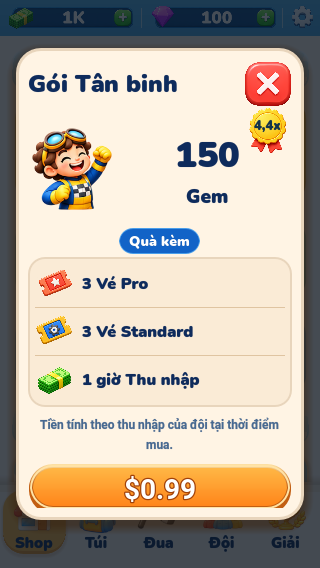 1K
100
Gói Tân binh
4,4x
150
Gem
Quà kèm
3 Vé Pro
3 Vé Standard
1 giờ Thu nhập
Tiền tính theo thu nhập của đội tại thời điểm
mua.
$0.99
Shop Túi Đua Đội Giải